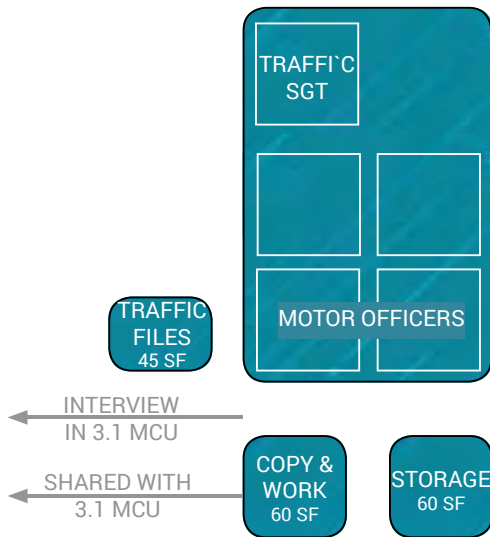 TRAFFI`C
SGT
MOTOR OFFICERS
TRAFFIC
FILES
45 SF
INTERVIEW
IN 3.1 MCU
SHARED WITH
3.1 MCU
COPY &
WORK
60 SF
STORAGE
60 SF